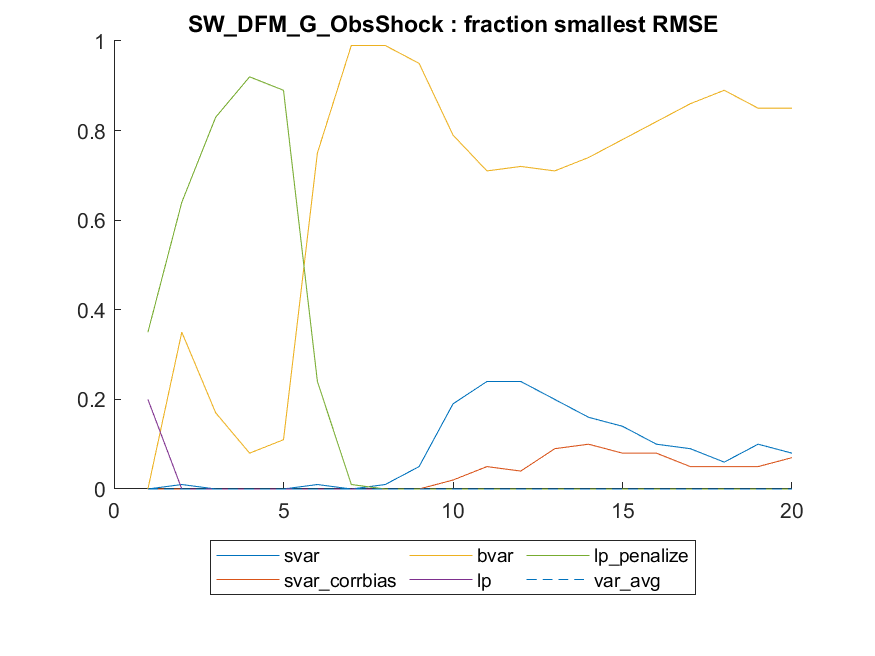 SW_DFM_G_ObsShock : fraction smallest RMSE
1
0.8
0.6
0.4
0.2
0
0 5 10 15 20
svar bvar lp_penalize
svar_corrbias lp var_avg